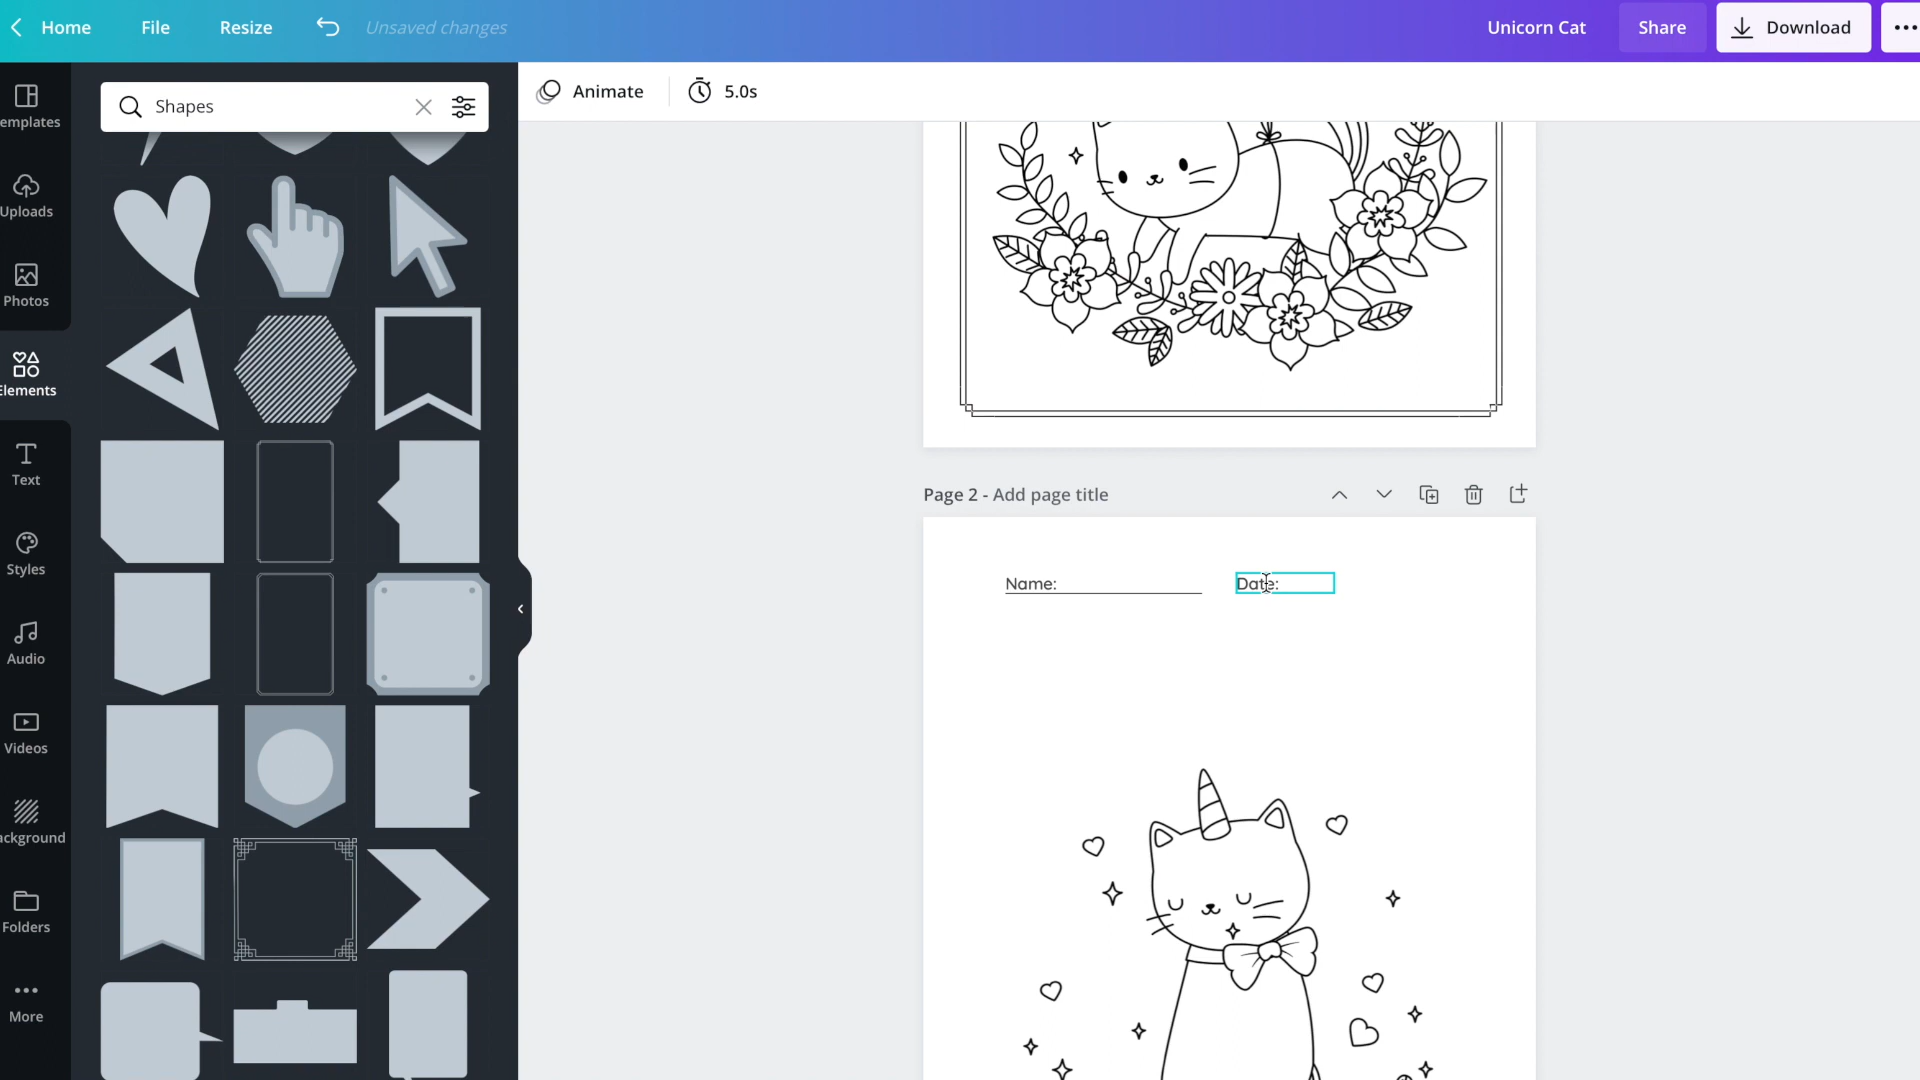 Home File Resize Unsaved changes Unicorn Cat Share Download
Shapes
Animate 5.0s
emplates
Uploads
Photos
Elements
Text
Styles
Audio
Videos
ackground
Folders
More
Page 2 - Add page title
Name: Date: